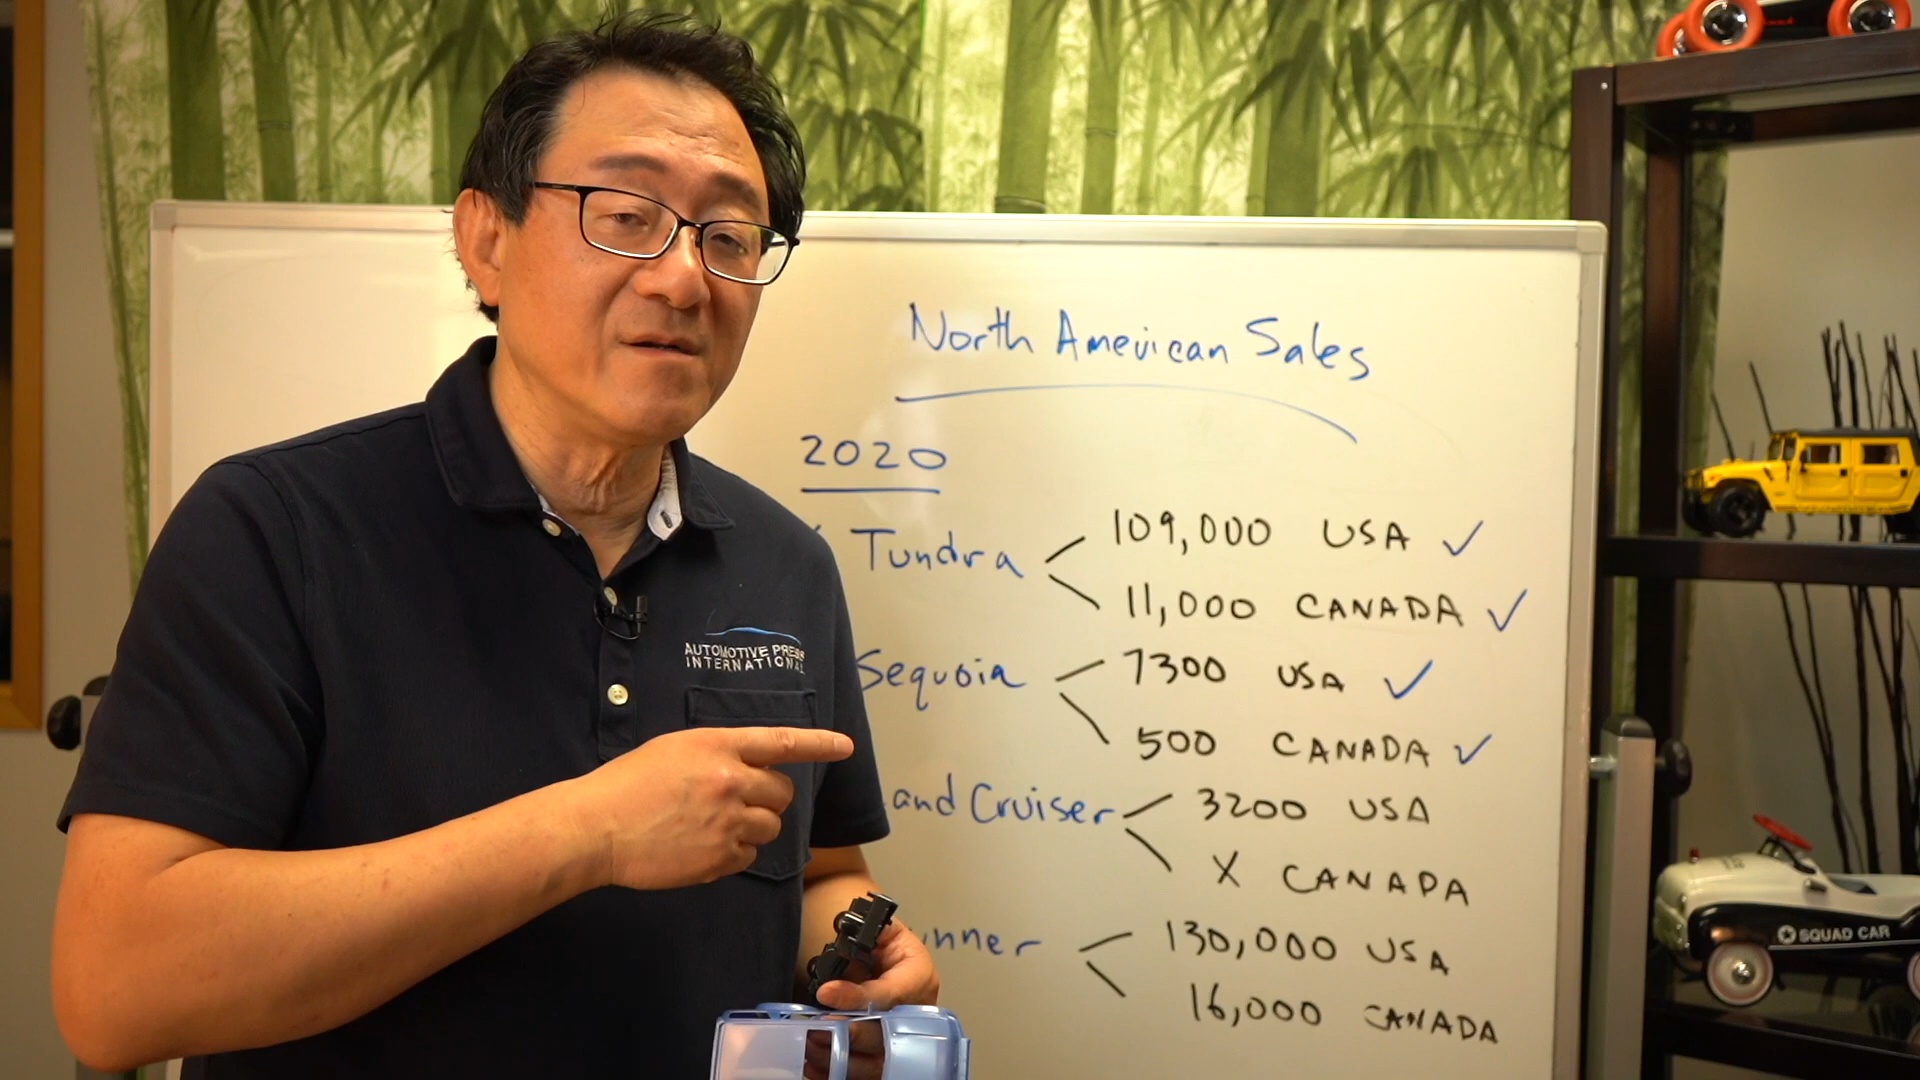 North American Sales
2020
Tundra
109,000 USA ✓
11,000 CANADA ✓
Sequoia
7300 USA ✓
500 CANADA ✓
and Cruiser
3200 USA
X CANADA
unner
130,000 USA
16,000 CANADA
AUTOMOTIVE PRESS
INTERNATIONAL
SQUAD CAR